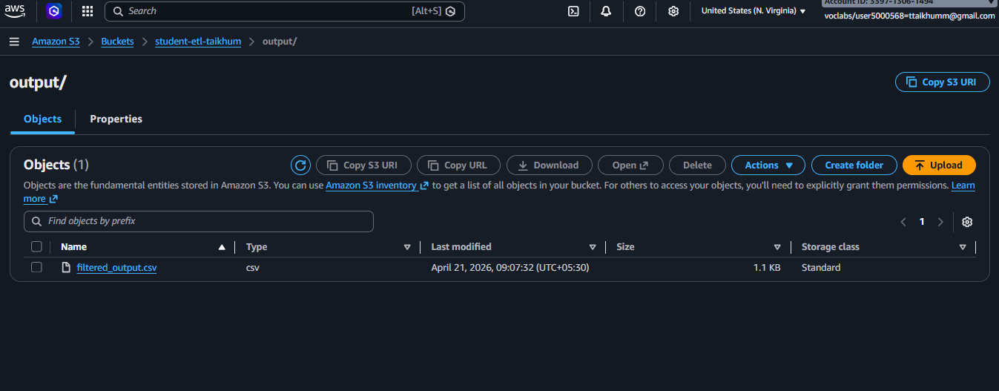 aws
Search [Alt+S]
United States (N. Virginia)
Account ID: 3397-1306-1494
voclabs/user5000568=ttaikhumm@gmail.com
Amazon S3 > Buckets > student-etl-taikhum > output/
output/
Copy S3 URI
Objects Properties
Objects (1)
Copy S3 URI Copy URL Download Open Delete Actions Create folder Upload
Objects are the fundamental entities stored in Amazon S3. You can use Amazon S3 inventory to get a list of all objects in your bucket. For others to access your objects, you'll need to explicitly grant them permissions. Learn
more
Find objects by prefix
1
Name Type Last modified Size Storage class
filtered_output.csv csv April 21, 2026, 09:07:32 (UTC+05:30) 1.1 KB Standard